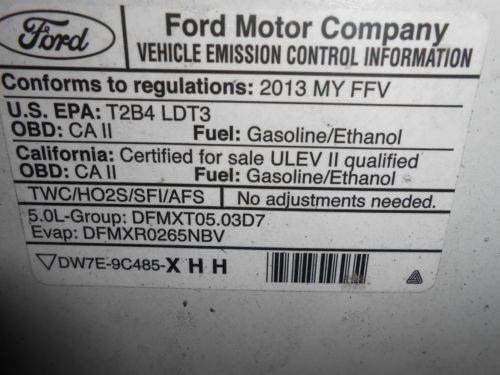 Ford
Ford Motor Company
VEHICLE EMISSION CONTROL INFORMATION
Conforms to regulations: 2013 MY FFV
U.S. EPA: T2B4 LDT3
OBD: CA II Fuel: Gasoline/Ethanol
California: Certified for sale ULEV II qualified
OBD: CA II Fuel: Gasoline/Ethanol
TWC/HO2S/SFI/AFS No adjustments needed.
5.0L-Group: DFMXT05.03D7
Evap: DFMXR0265NBV
DW7E-9C485-X H H